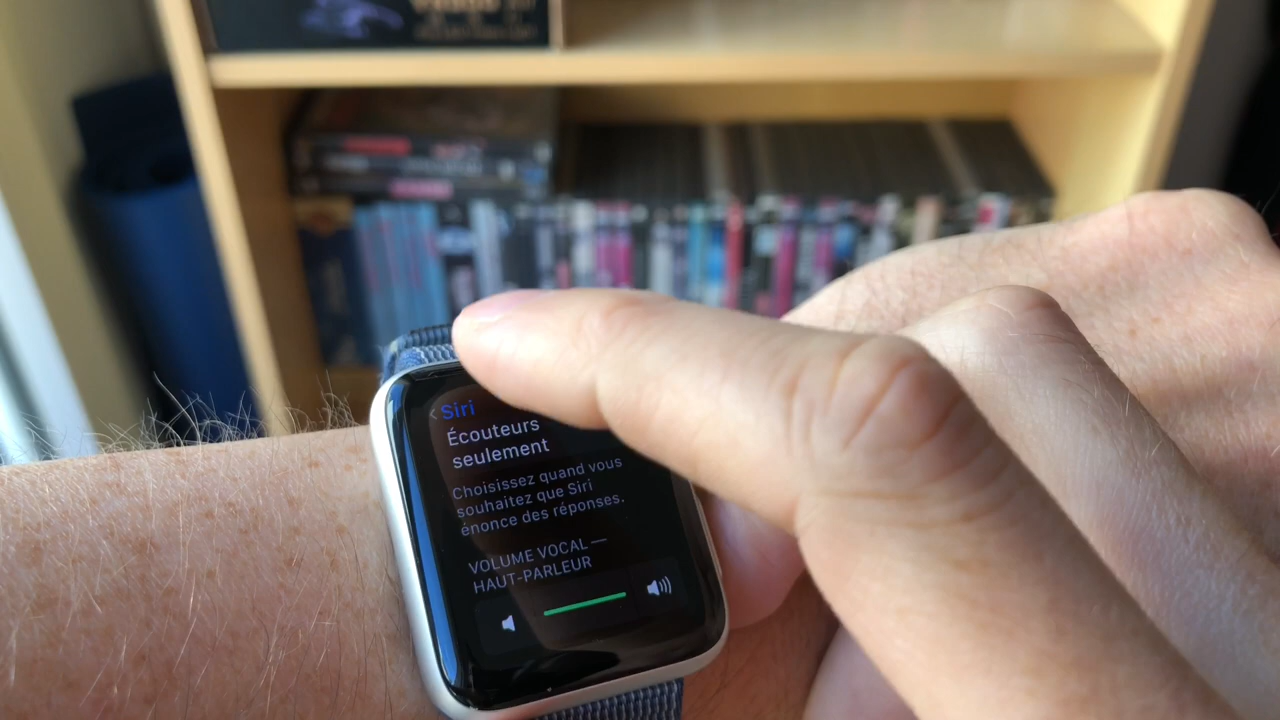 Siri
Écouteurs
seulement
Choisissez quand vous
souhaitez que Siri
énonce des réponses.
VOLUME VOCAL —
HAUT-PARLEUR